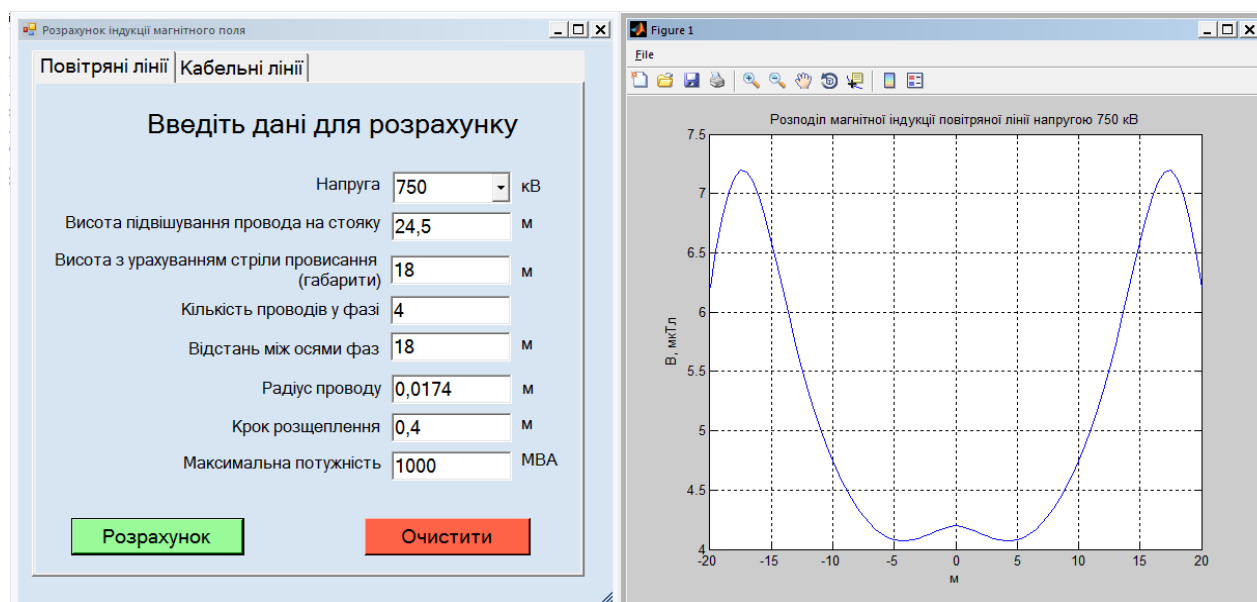 Розрахунок індукції магнітного поля
Повітряні лінії
Кабельні лінії
Введіть дані для розрахунку
Напруга 750 кВ
Висота підвішування провода на стояку 24,5 м
Висота з урахуванням стріли провисання
(габарити) 18 м
Кількість проводів у фазі 4
Відстань між осями фаз 18 м
Радіус проводу 0,0174 м
Крок розщеплення 0,4 м
Максимальна потужність 1000 МВА
Розрахунок
Очистити
Figure 1
File
Розподіл магнітної індукції повітряної лінії напругою 750 кВ
7.5
7
6.5
6
5.5
5
4.5
4
В, мкТл
-20 -15 -10 -5 0 5 10 15 20
м